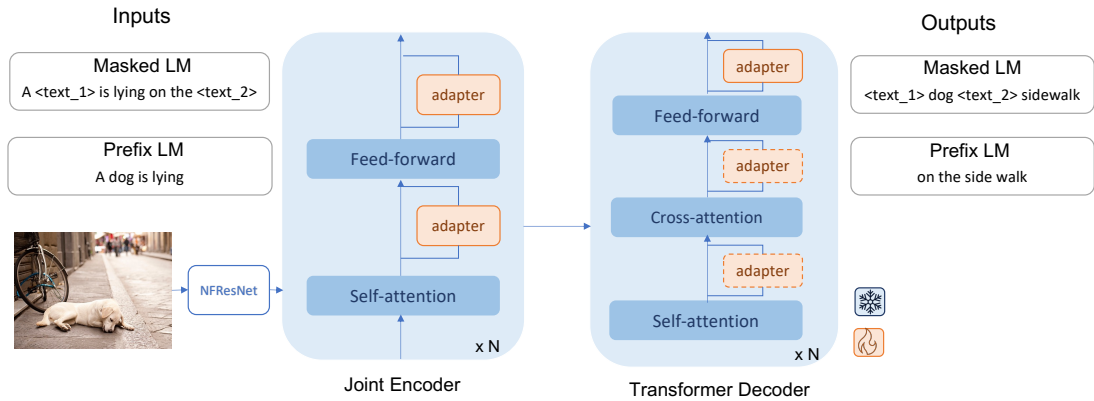 Inputs
Masked LM
A <text_1> is lying on the <text_2>
Prefix LM
A dog is lying
NFResNet
adapter
Feed-forward
adapter
Self-attention
x N
Joint Encoder
adapter
Feed-forward
adapter
Cross-attention
adapter
Self-attention
x N
Transformer Decoder
Outputs
Masked LM
<text_1> dog <text_2> sidewalk
Prefix LM
on the side walk